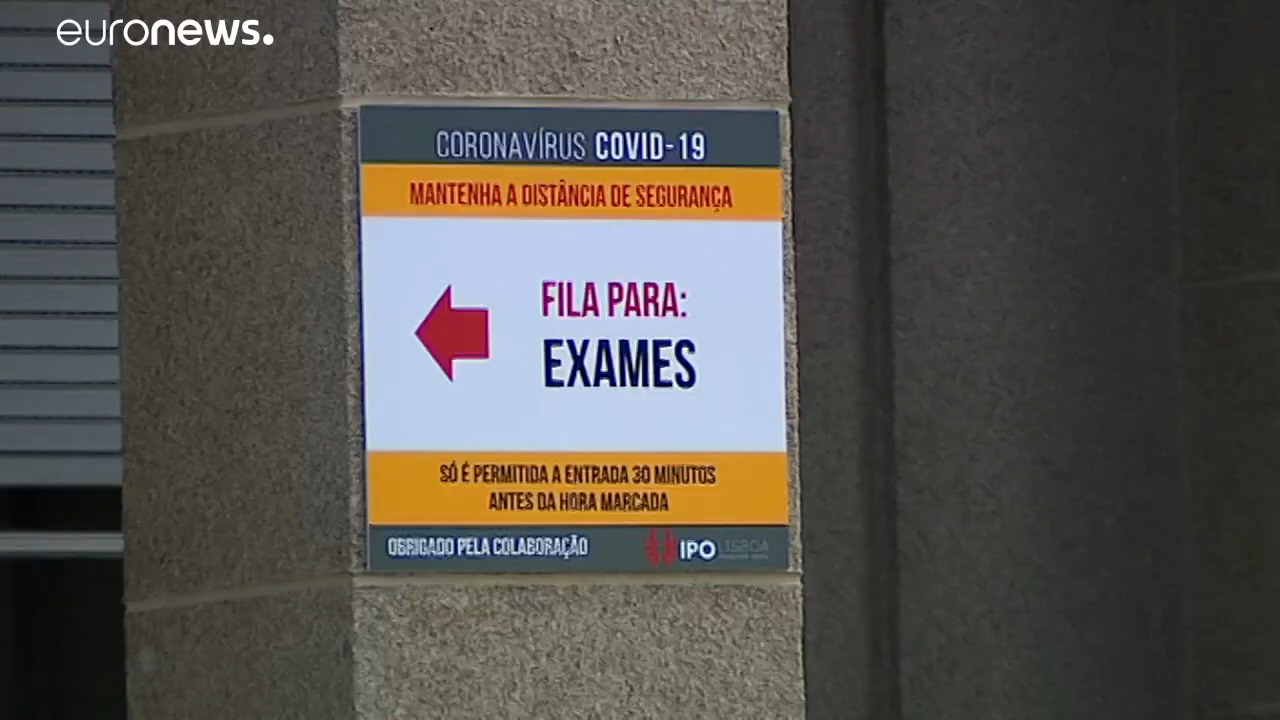 euronews.
CORONAVÍRUS COVID-19
MANTENHA A DISTÂNCIA DE SEGURANÇA
FILA PARA:
EXAMES
SÓ É PERMITIDA A ENTRADA 30 MINUTOS
ANTES DA HORA MARCADA
OBRIGADO PELA COLABORAÇÃO
IPO LISBOA